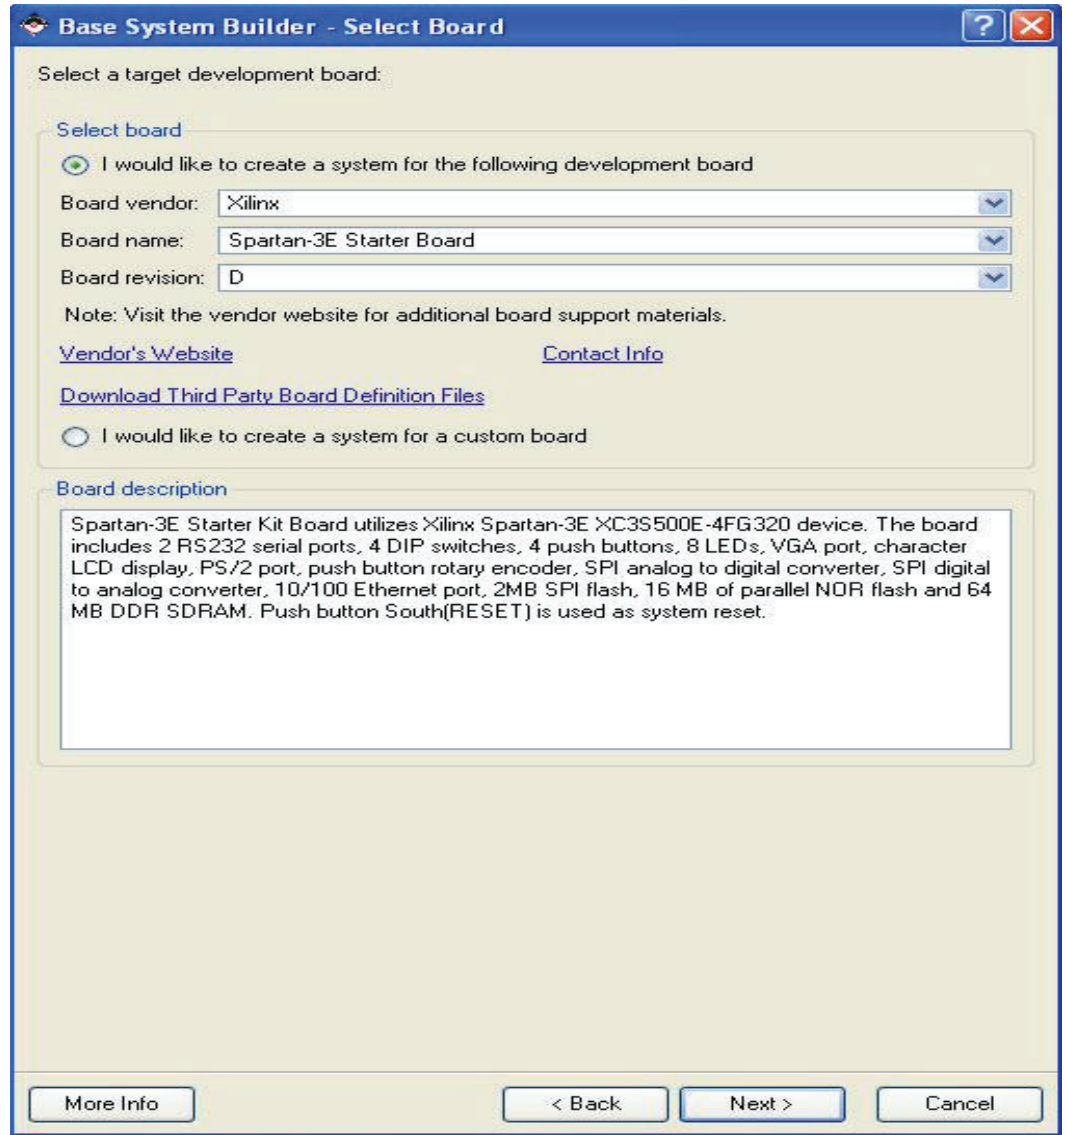 Base System Builder - Select Board
Select a target development board:
Select board
I would like to create a system for the following development board
Board vendor: Xilinx
Board name: Spartan-3E Starter Board
Board revision: D
Note: Visit the vendor website for additional board support materials.
Vendor's Website Contact Info
Download Third Party Board Definition Files
I would like to create a system for a custom board
Board description
Spartan-3E Starter Kit Board utilizes Xilinx Spartan-3E XC3S500E-4FG320 device. The board
includes 2 RS232 serial ports, 4 DIP switches, 4 push buttons, 8 LEDs, VGA port, character
LCD display, PS/2 port, push button rotary encoder, SPI analog to digital converter, SPI digital
to analog converter, 10/100 Ethernet port, 2MB SPI flash, 16 MB of parallel NOR flash and 64
MB DDR SDRAM. Push button South(RESET) is used as system reset.
More Info < Back Next > Cancel